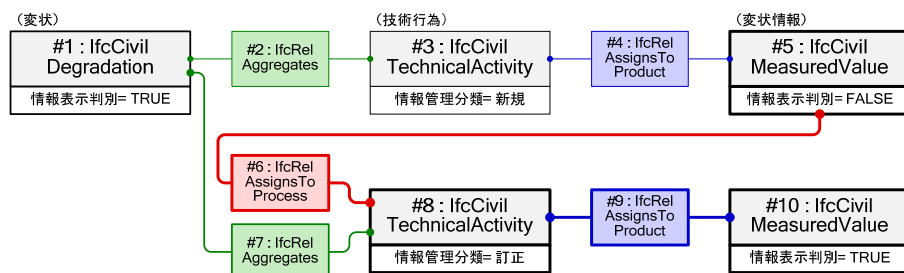 （変状）
（技術行為）
（変状情報）
#1 : IfcCivil
Degradation
情報表示判別= TRUE
#2 : IfcRel
Aggregates
#3 : IfcCivil
TechnicalActivity
情報管理分類= 新規
#4 : IfcRel
AssignsTo
Product
#5 : IfcCivil
MeasuredValue
情報表示判別= FALSE
#6 : IfcRel
AssignsTo
Process
#7 : IfcRel
Aggregates
#8 : IfcCivil
TechnicalActivity
情報管理分類= 訂正
#9 : IfcRel
AssignsTo
Product
#10 : IfcCivil
MeasuredValue
情報表示判別= TRUE